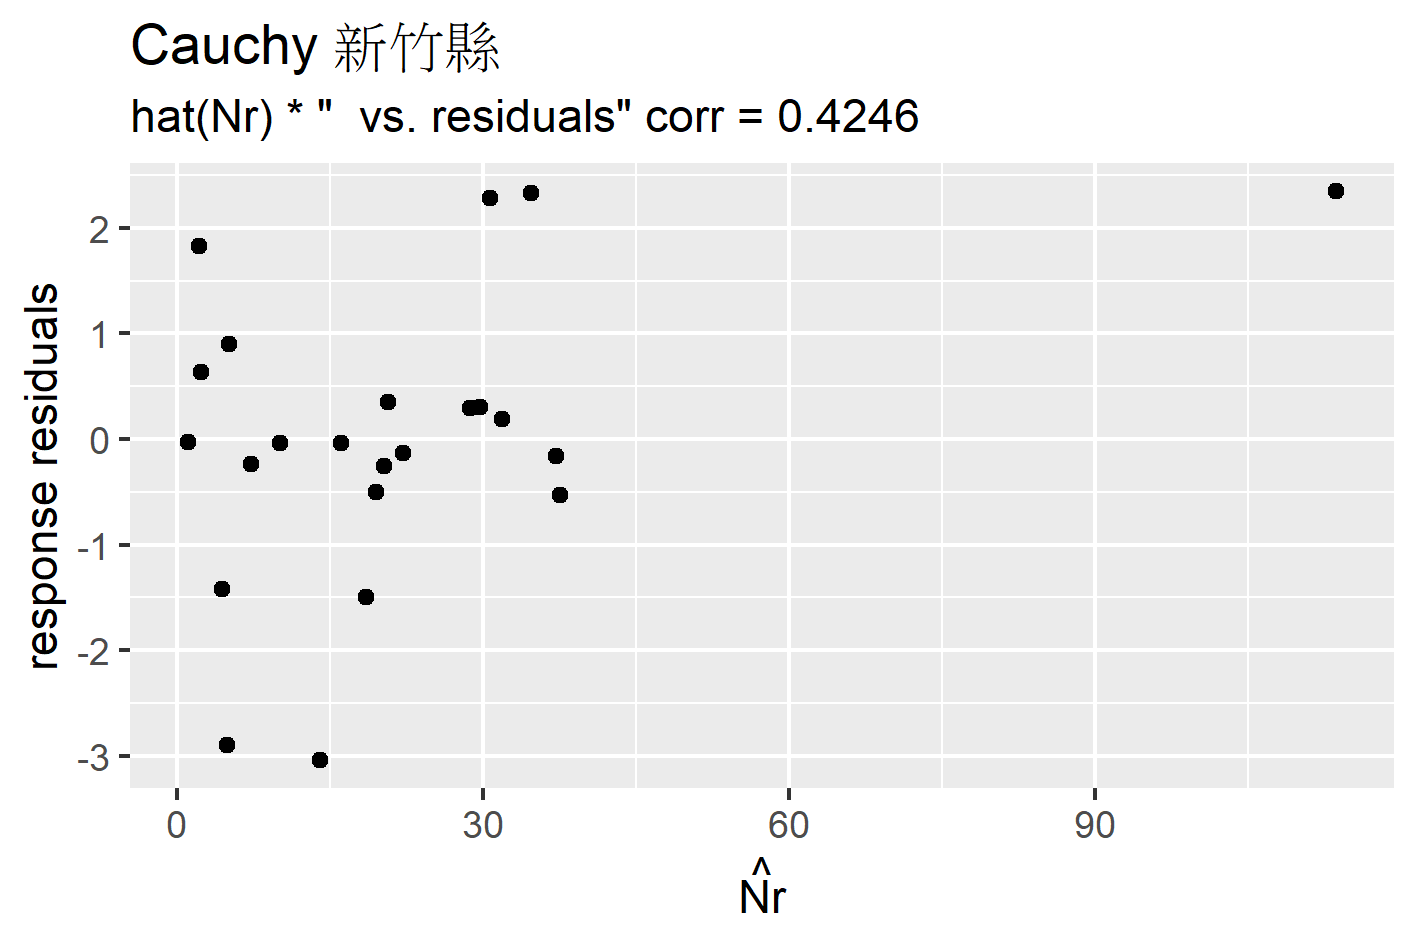 Cauchy 新竹縣
hat(Nr) * "  vs. residuals" corr = 0.4246
response residuals
2
1
0
-1
-2
-3
0 30 60 90
N̂r